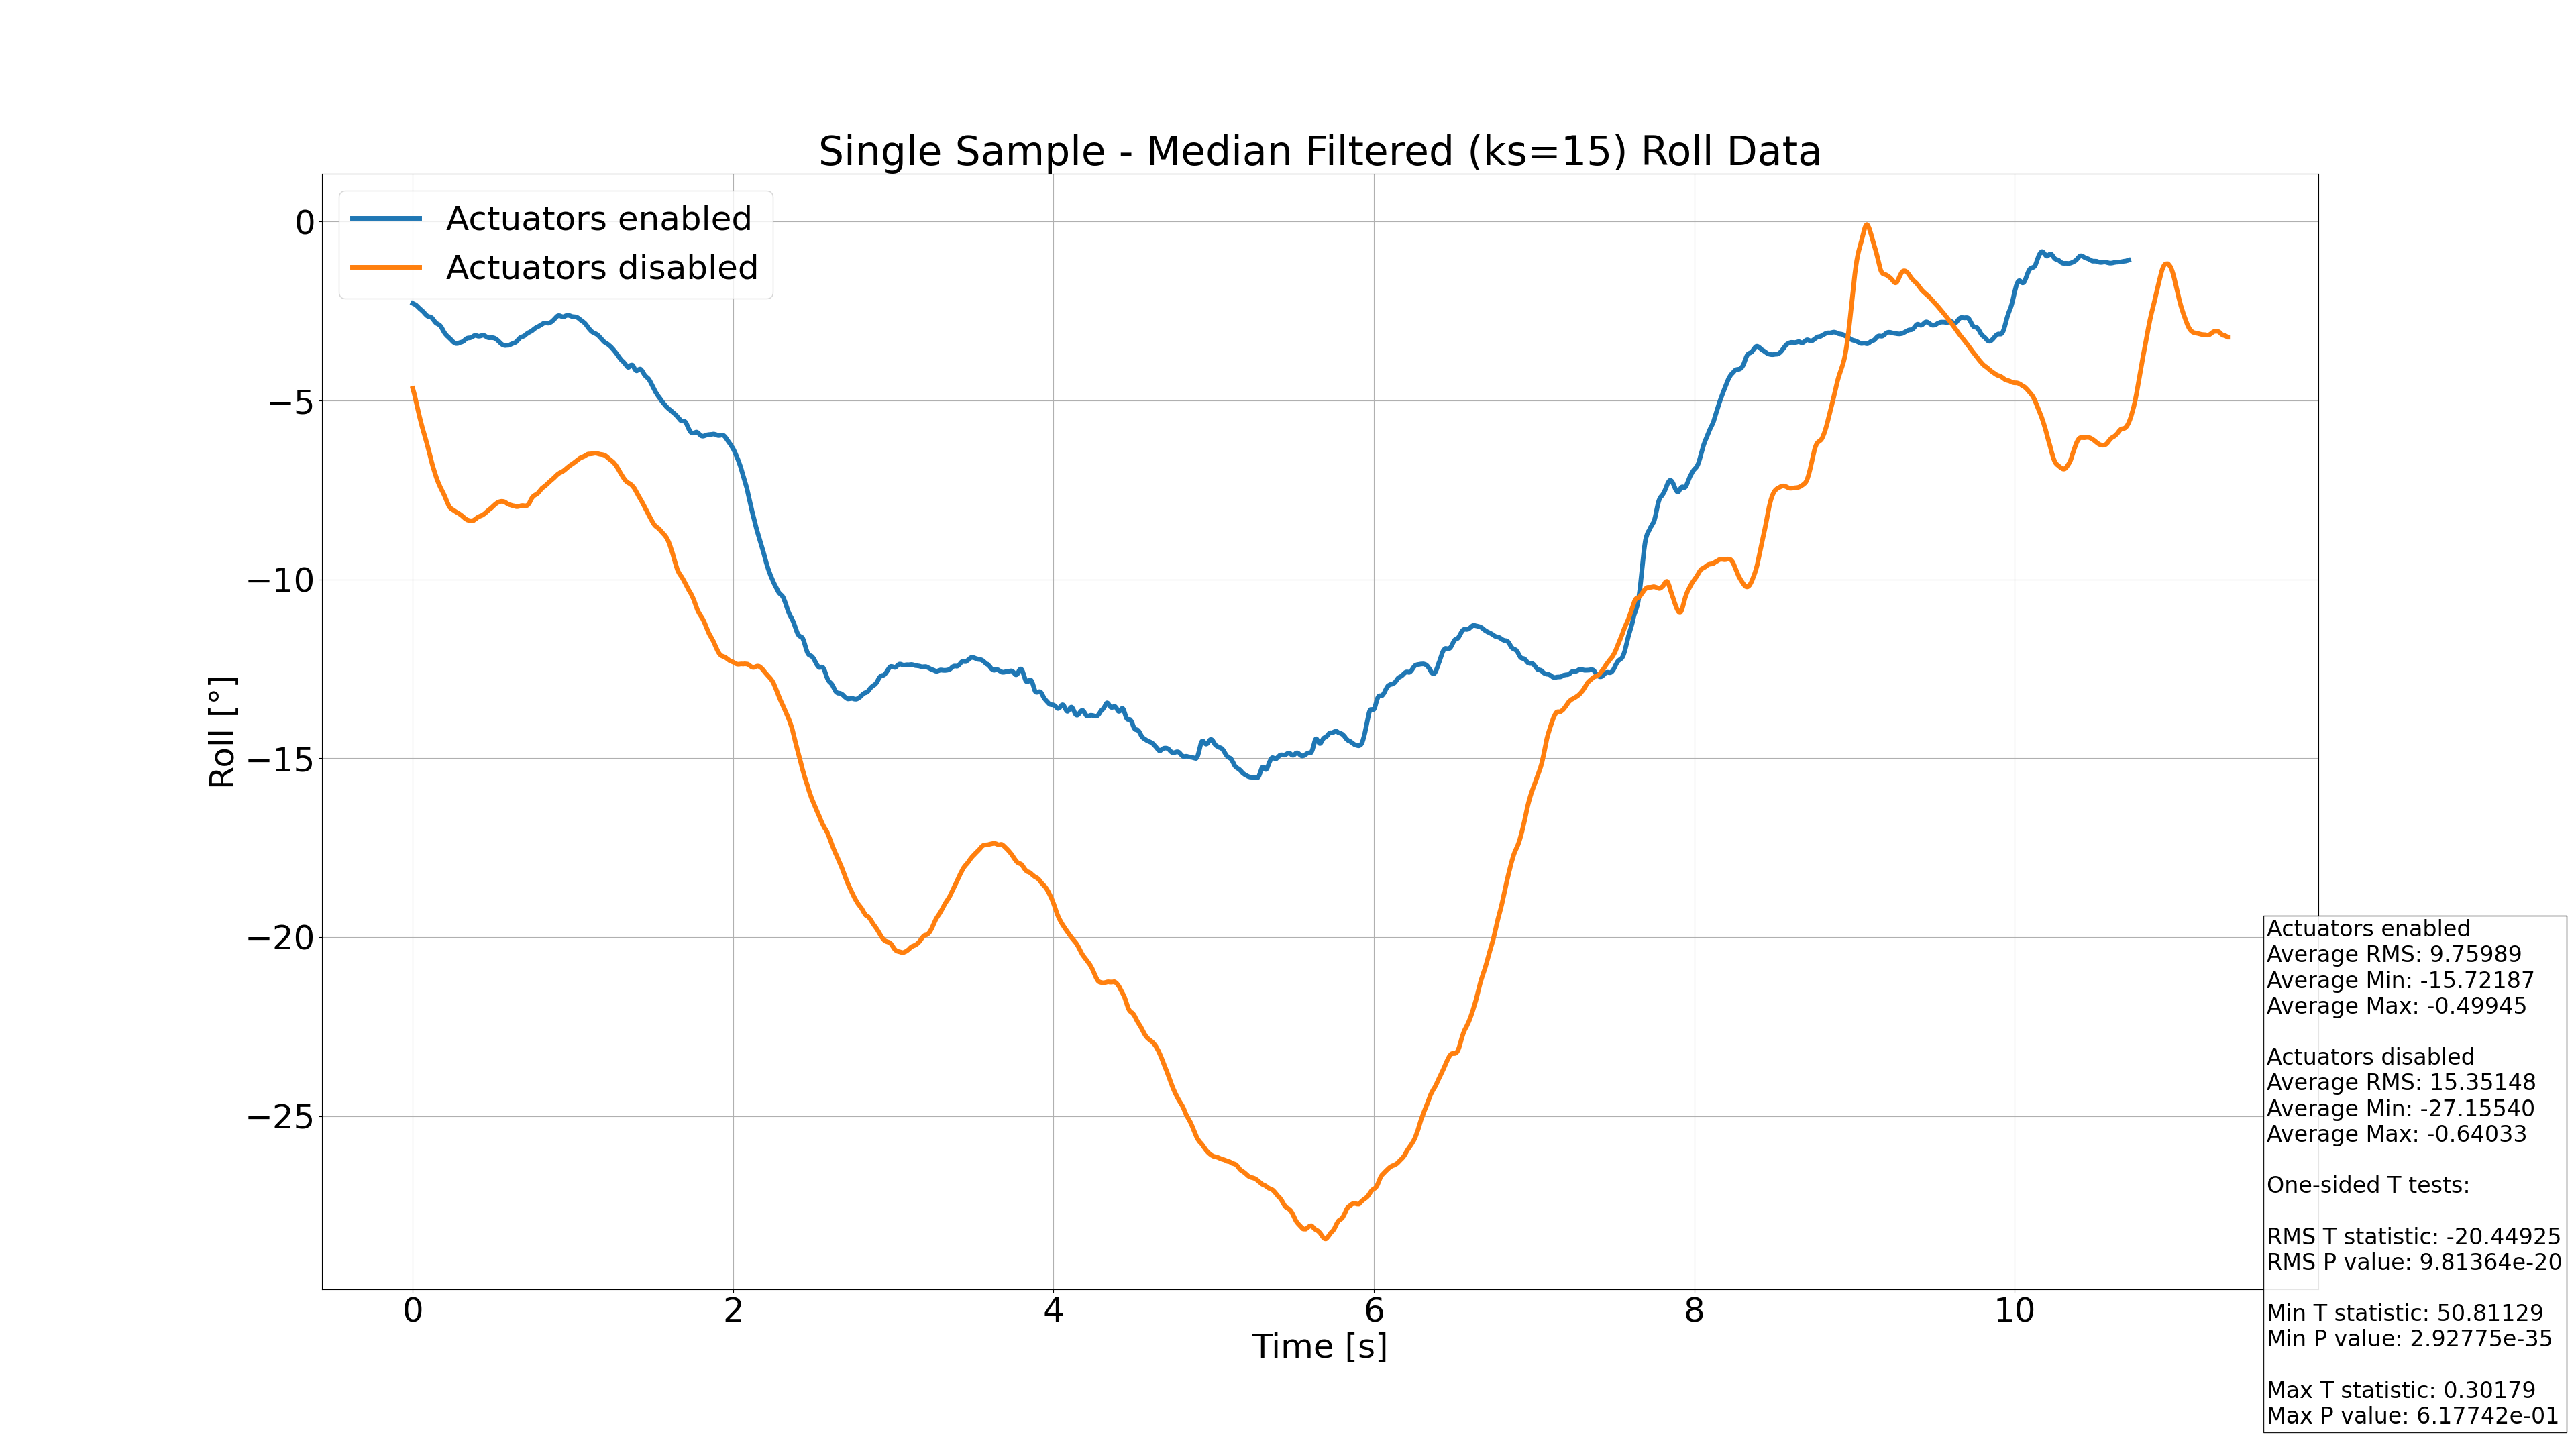 Single Sample - Median Filtered (ks=15) Roll Data
Actuators enabled
Actuators disabled
0
−5
−10
−15
−20
−25
Roll [°]
0 2 4 6 8 10
Time [s]
Actuators enabled
Average RMS: 9.75989
Average Min: -15.72187
Average Max: -0.49945
Actuators disabled
Average RMS: 15.35148
Average Min: -27.15540
Average Max: -0.64033
One-sided T tests:
RMS T statistic: -20.44925
RMS P value: 9.81364e-20
Min T statistic: 50.81129
Min P value: 2.92775e-35
Max T statistic: 0.30179
Max P value: 6.17742e-01